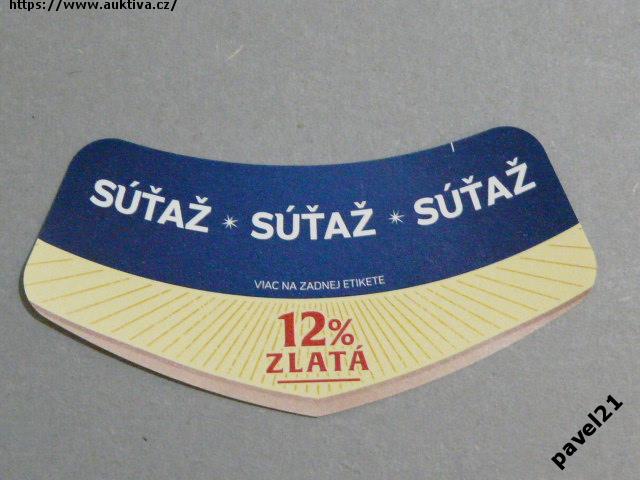 https://www.auktiva.cz/
SÚŤAŽ * SÚŤAŽ * SÚŤAŽ
VIAC NA ZADNEJ ETIKETE
12%
ZLATÁ
pavel21